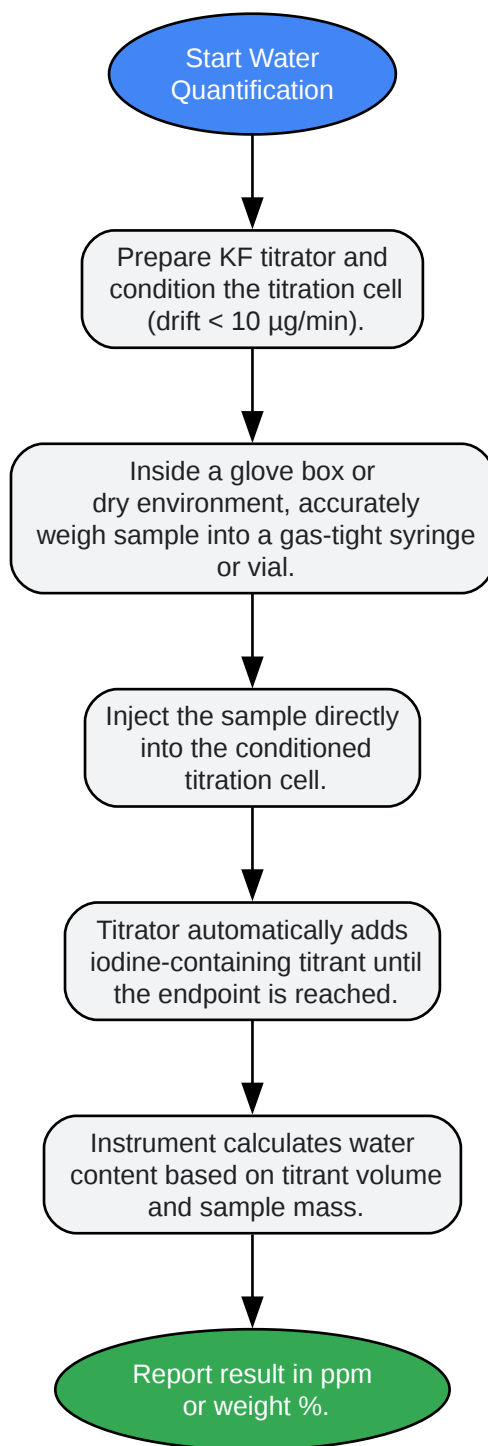 Start Water
Quantification
Prepare KF titrator and
condition the titration cell
(drift < 10 µg/min).
Inside a glove box or
dry environment, accurately
weigh sample into a gas-tight syringe
or vial.
Inject the sample directly
into the conditioned
titration cell.
Titrator automatically adds
iodine-containing titrant until
the endpoint is reached.
Instrument calculates water
content based on titrant volume
and sample mass.
Report result in ppm
or weight %.